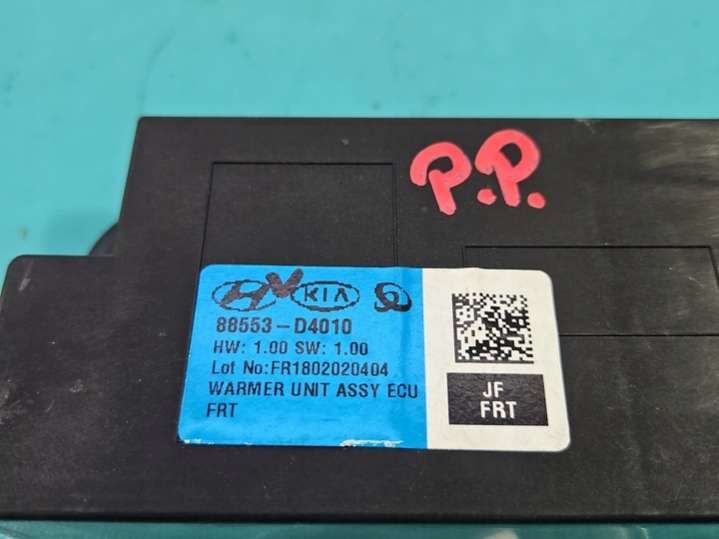 P.P.
KIA
88553-D4010
HW: 1.00 SW: 1.00
Lot No:FR1802020404
WARMER UNIT ASSY ECU
FRT
JF
FRT